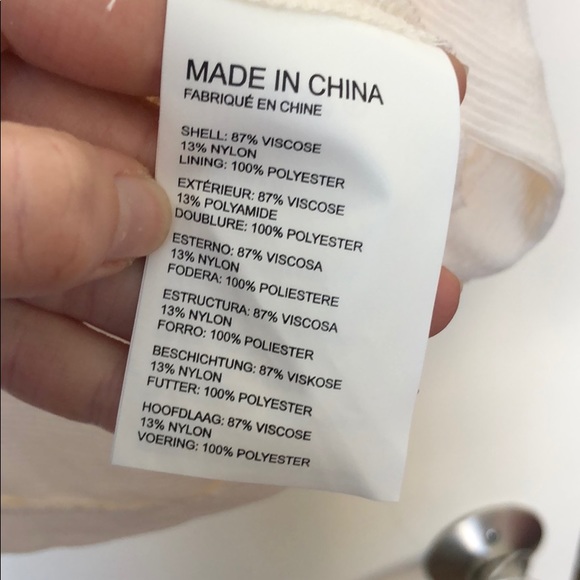 MADE IN CHINA
FABRIQUÉ EN CHINE
SHELL: 87% VISCOSE
13% NYLON
LINING: 100% POLYESTER
EXTÉRIEUR: 87% VISCOSE
13% POLYAMIDE
DOUBLURE: 100% POLYESTER
ESTERNO: 87% VISCOSA
13% NYLON
FODERA: 100% POLIESTERE
ESTRUCTURA: 87% VISCOSA
13% NYLON
FORRO: 100% POLIESTER
BESCHICHTUNG: 87% VISKOSE
13% NYLON
FUTTER: 100% POLYESTER
HOOFDLAAG: 87% VISCOSE
13% NYLON
VOERING: 100% POLYESTER